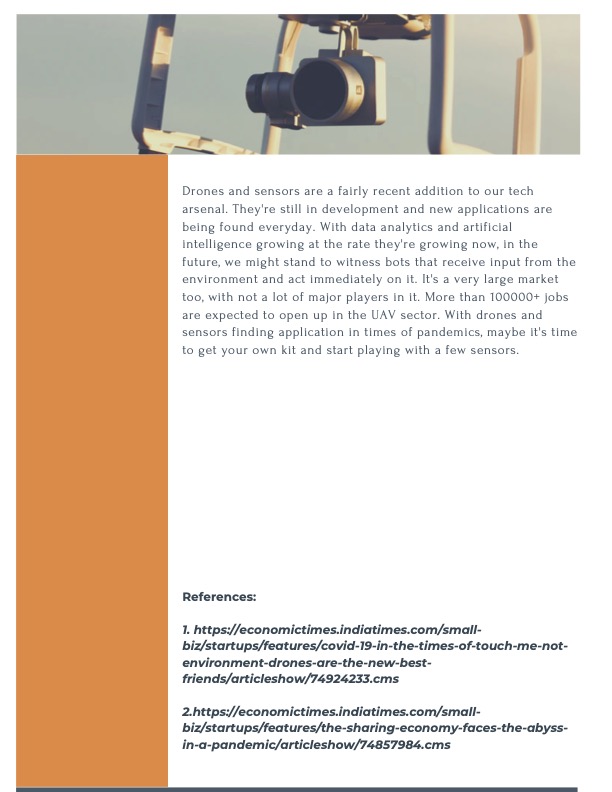 Drones and sensors are a fairly recent addition to our tech
arsenal. They're still in development and new applications are
being found everyday. With data analytics and artificial
intelligence growing at the rate they're growing now, in the
future, we might stand to witness bots that receive input from the
environment and act immediately on it. It's a very large market
too, with not a lot of major players in it. More than 100000+ jobs
are expected to open up in the UAV sector. With drones and
sensors finding application in times of pandemics, maybe it's time
to get your own kit and start playing with a few sensors.
References:
1. https://economictimes.indiatimes.com/small-
biz/startups/features/covid-19-in-the-times-of-touch-me-not-
environment-drones-are-the-new-best-
friends/articleshow/74924233.cms
2.https://economictimes.indiatimes.com/small-
biz/startups/features/the-sharing-economy-faces-the-abyss-
in-a-pandemic/articleshow/74857984.cms